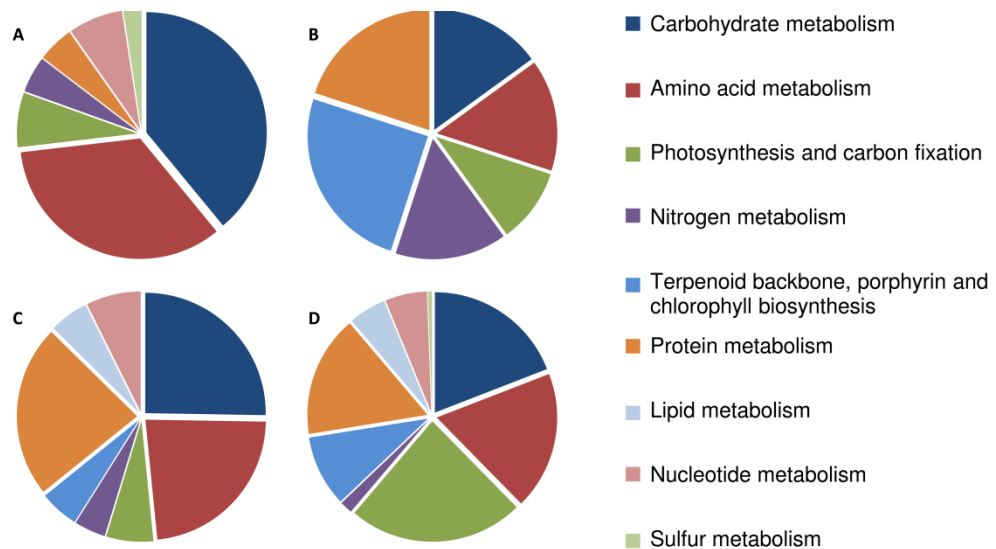 A
B
C
D
Carbohydrate metabolism
Amino acid metabolism
Photosynthesis and carbon fixation
Nitrogen metabolism
Terpenoid backbone, porphyrin and
chlorophyll biosynthesis
Protein metabolism
Lipid metabolism
Nucleotide metabolism
Sulfur metabolism